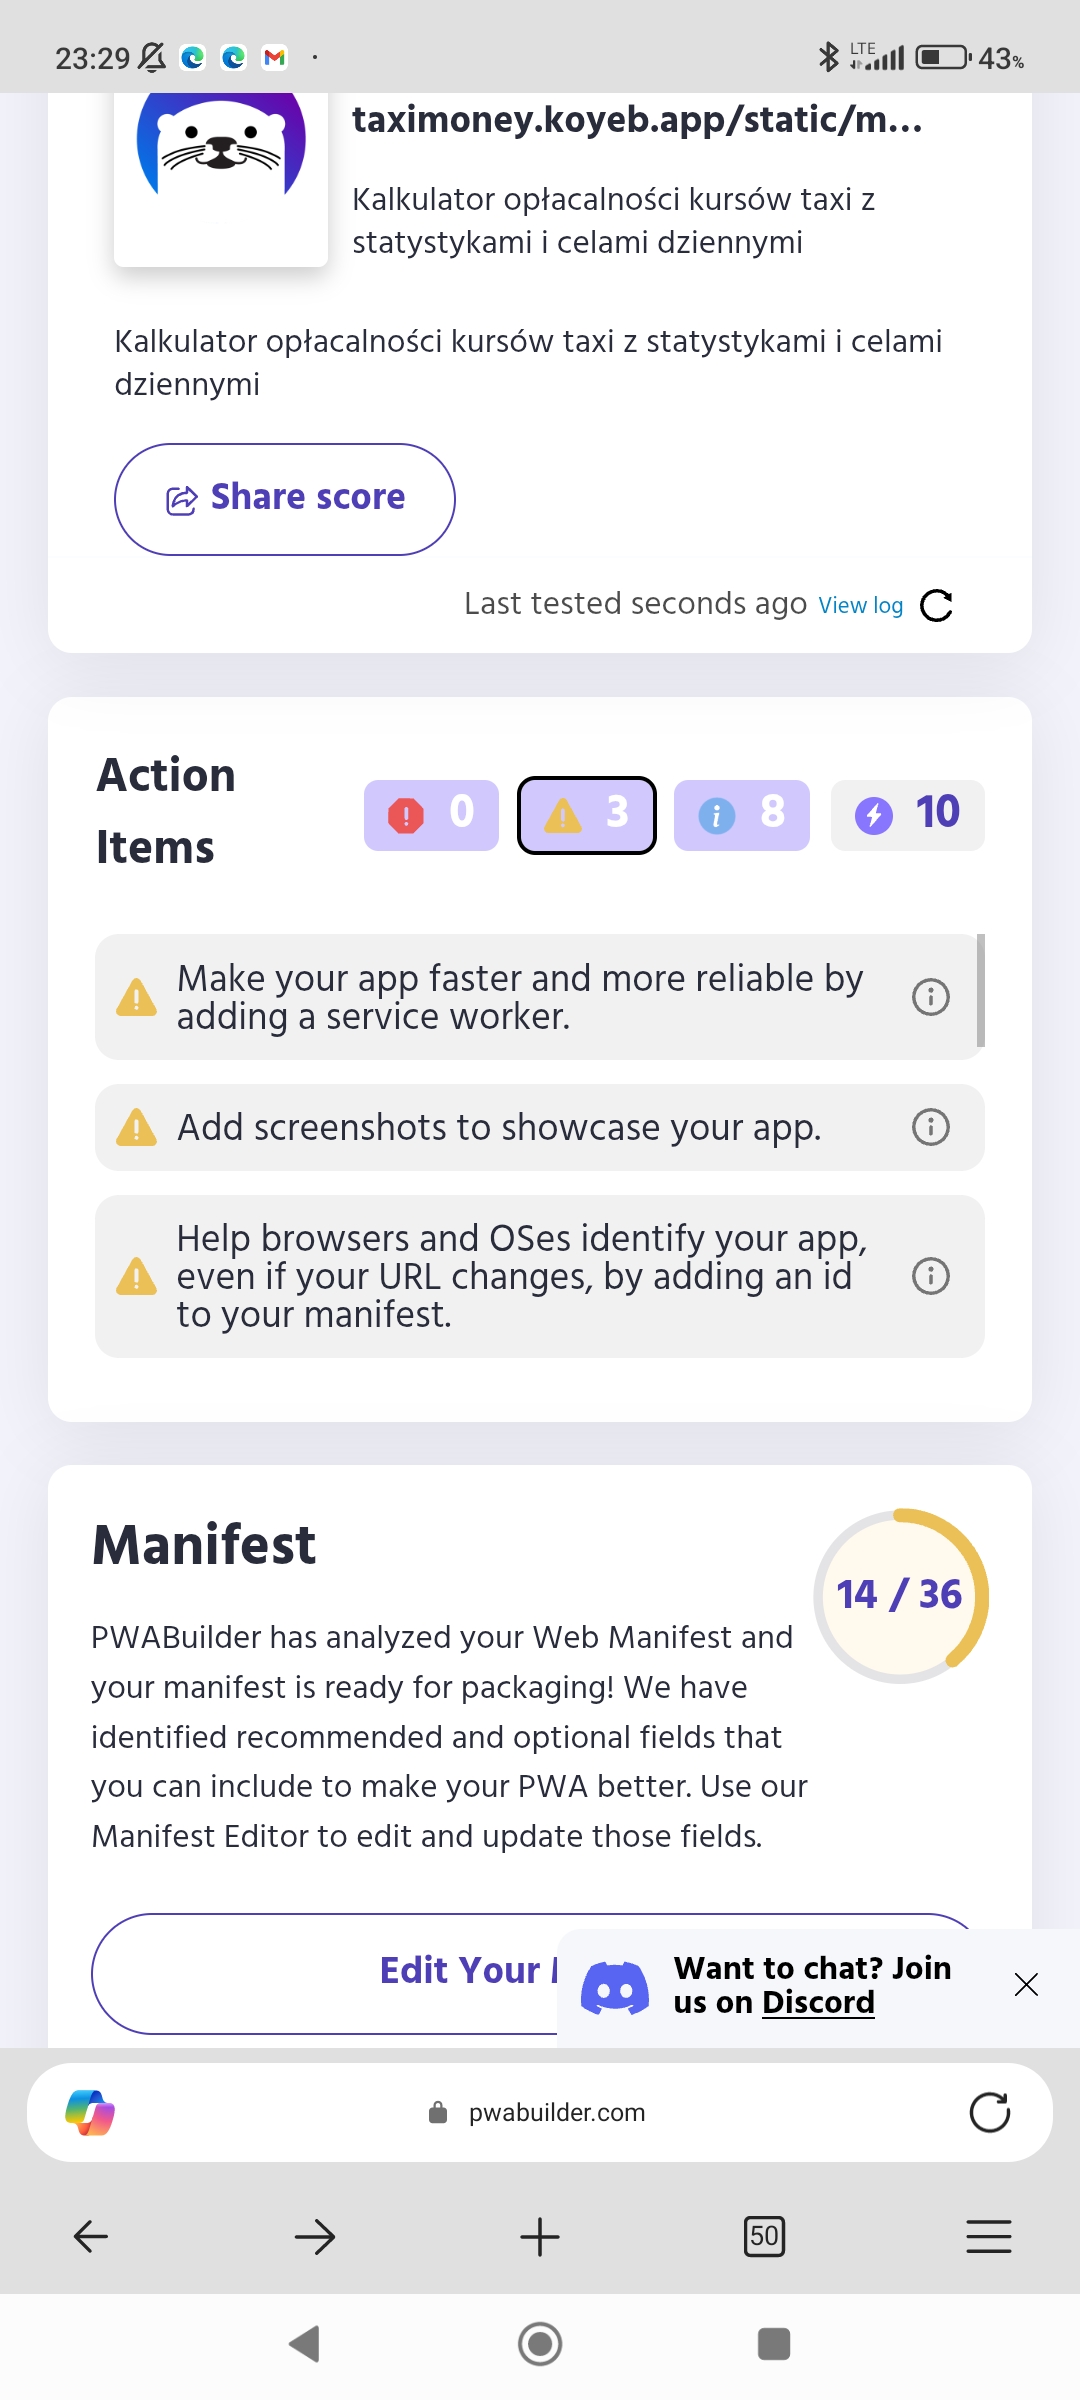 23:29
LTE
43%
taximoney.koyeb.app/static/m...
Kalkulator opłacalności kursów taxi z
statystykami i celami dziennymi
Kalkulator opłacalności kursów taxi z statystykami i celami
dziennymi
Share score
Last tested seconds ago View log
Action
Items
0
3
8
10
Make your app faster and more reliable by
adding a service worker.
Add screenshots to showcase your app.
Help browsers and OSes identify your app,
even if your URL changes, by adding an id
to your manifest.
Manifest
14 / 36
PWABuilder has analyzed your Web Manifest and
your manifest is ready for packaging! We have
identified recommended and optional fields that
you can include to make your PWA better. Use our
Manifest Editor to edit and update those fields.
Edit Your
Want to chat? Join
us on Discord
pwabuilder.com
50